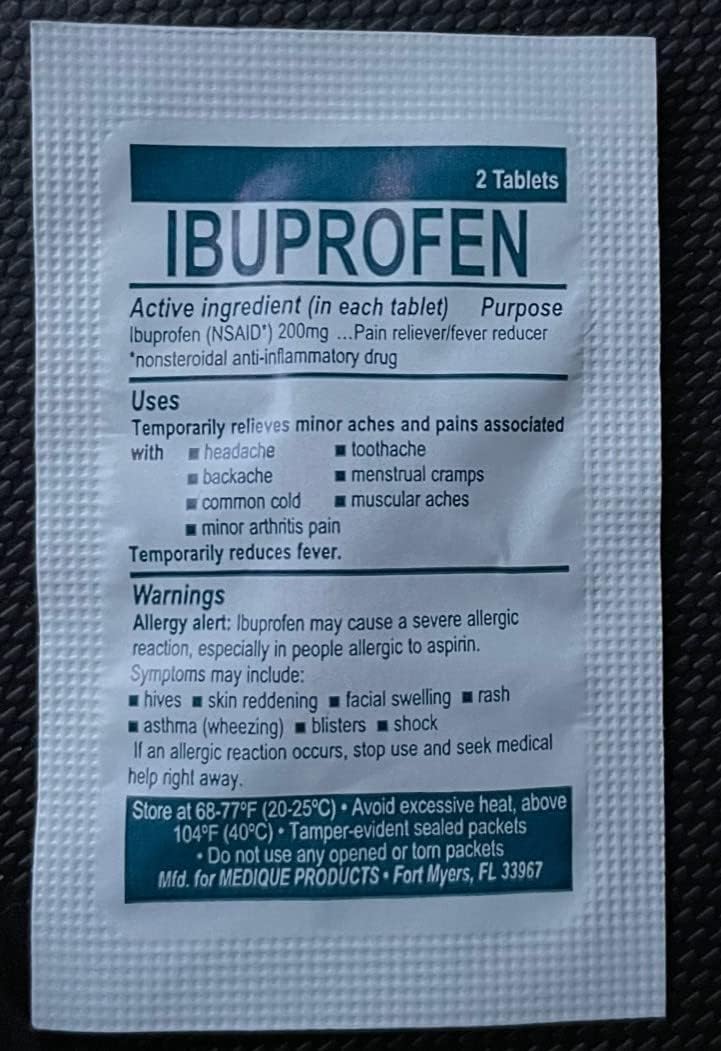 2 Tablets
IBUPROFEN
Active ingredient (in each tablet) Purpose
Ibuprofen (NSAID*) 200mg ...Pain reliever/fever reducer
*nonsteroidal anti-inflammatory drug
Uses
Temporarily relieves minor aches and pains associated
with ■ headache ■ toothache
■ backache ■ menstrual cramps
■ common cold ■ muscular aches
■ minor arthritis pain
Temporarily reduces fever.
Warnings
Allergy alert: Ibuprofen may cause a severe allergic
reaction, especially in people allergic to aspirin.
Symptoms may include:
■ hives ■ skin reddening ■ facial swelling ■ rash
■ asthma (wheezing) ■ blisters ■ shock
If an allergic reaction occurs, stop use and seek medical
help right away.
Store at 68-77°F (20-25°C) • Avoid excessive heat, above
104°F (40°C) • Tamper-evident sealed packets
• Do not use any opened or torn packets
Mfd. for MEDIQUE PRODUCTS • Fort Myers, FL 33967